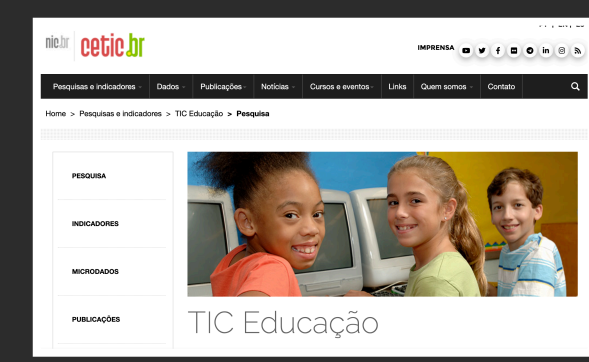 nic.br cetic.br
IMPRENSA
Pesquisas e indicadores Dados Publicações Notícias Cursos e eventos Links Quem somos Contato
Home > Pesquisas e indicadores > TIC Educação > Pesquisa
PESQUISA
INDICADORES
MICRODADOS
PUBLICAÇÕES
TIC Educação